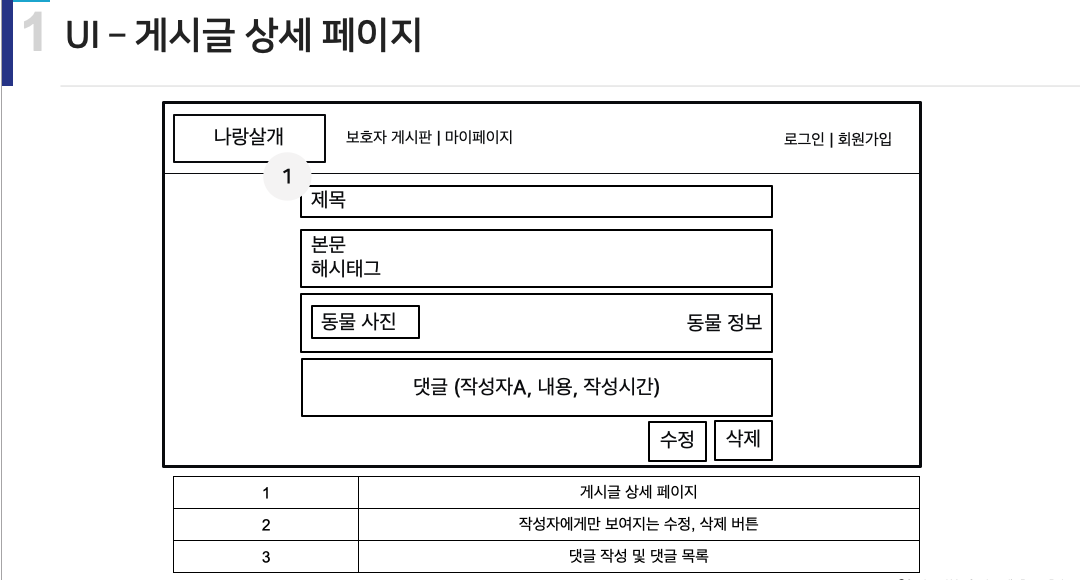 1 UI – 게시글 상세 페이지
나랑살개
보호자 게시판 | 마이페이지
로그인 | 회원가입
1
제목
본문
해시태그
동물 사진
동물 정보
댓글 (작성자A, 내용, 작성시간)
수정
삭제
1 게시글 상세 페이지
2 작성자에게만 보여지는 수정, 삭제 버튼
3 댓글 작성 및 댓글 목록